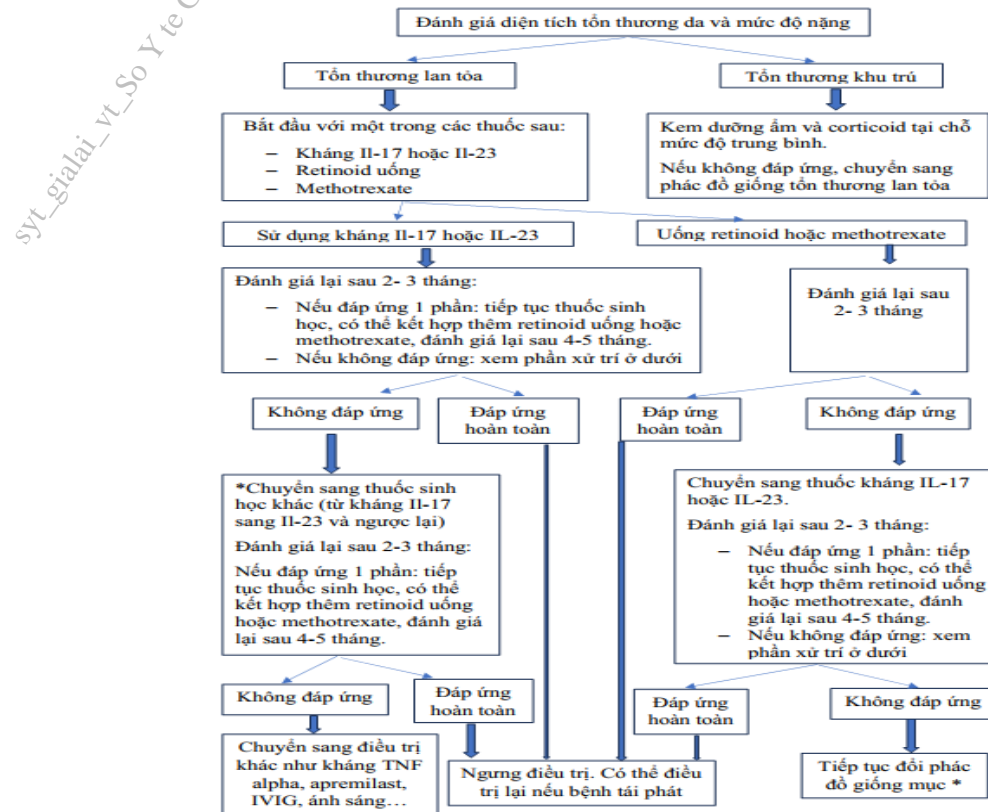 syt_gialai_vt_So Y te
Đánh giá diện tích tổn thương da và mức độ nặng
Tổn thương lan tỏa
Tổn thương khu trú
Bắt đầu với một trong các thuốc sau:
– Kháng Il-17 hoặc Il-23
– Retinoid uống
– Methotrexate
Kem dưỡng ẩm và corticoid tại chỗ
mức độ trung bình.
Nếu không đáp ứng, chuyển sang
phác đồ giống tổn thương lan tỏa
Sử dụng kháng Il-17 hoặc IL-23
Uống retinoid hoặc methotrexate
Đánh giá lại sau 2- 3 tháng:
– Nếu đáp ứng 1 phần: tiếp tục thuốc sinh
học, có thể kết hợp thêm retinoid uống hoặc
methotrexate, đánh giá lại sau 4-5 tháng.
– Nếu không đáp ứng: xem phần xử trí ở dưới
Đánh giá lại sau
2- 3 tháng
Không đáp ứng
Đáp ứng
hoàn toàn
Đáp ứng
hoàn toàn
Không đáp ứng
*Chuyển sang thuốc sinh
học khác (từ kháng Il-17
sang Il-23 và ngược lại)
Đánh giá lại sau 2-3 tháng:
Nếu đáp ứng 1 phần: tiếp
tục thuốc sinh học, có thể
kết hợp thêm retinoid uống
hoặc methotrexate, đánh giá
lại sau 4-5 tháng.
Chuyển sang thuốc kháng IL-17
hoặc IL-23.
Đánh giá lại sau 2- 3 tháng:
– Nếu đáp ứng 1 phần: tiếp
tục thuốc sinh học, có thể
kết hợp thêm retinoid uống
hoặc methotrexate, đánh
giá lại sau 4-5 tháng.
– Nếu không đáp ứng: xem
phần xử trí ở dưới
Không đáp ứng
Đáp ứng
hoàn toàn
Đáp ứng
hoàn toàn
Không đáp ứng
Chuyển sang điều trị
khác như kháng TNF
alpha, apremilast,
IVIG, ánh sáng…
Ngưng điều trị. Có thể điều
trị lại nếu bệnh tái phát
Tiếp tục đổi phác
đồ giống mục *